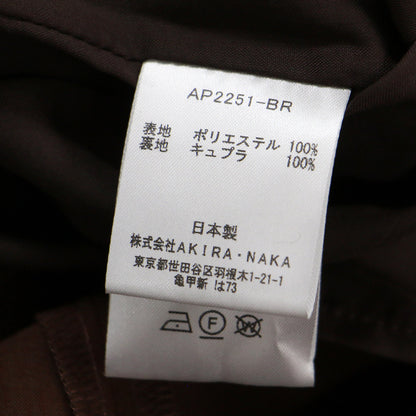 AP2251-BR
表地 ポリエステル 100%
裏地 キュプラ 100%
日本製
株式会社AKIRA.NAKA
東京都世田谷区羽根木1-21-1
亀甲新 は73
F
W